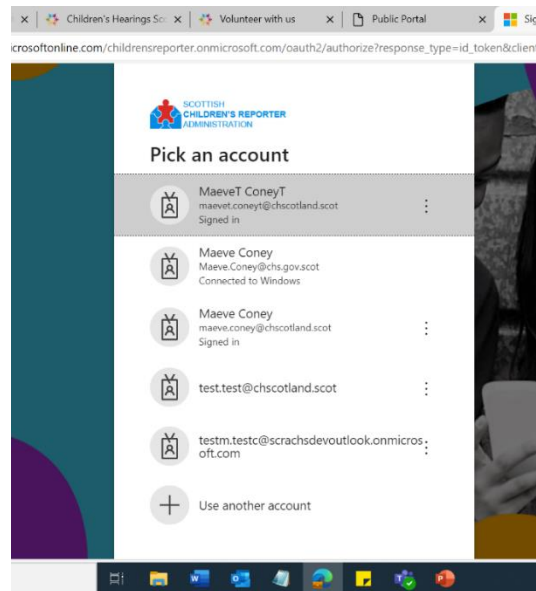 Children's Hearings Sc
Volunteer with us
Public Portal
Sig
crosoftonline.com/childrensreporter.onmicrosoft.com/oauth2/authorize?response_type=id_token&client
SCOTTISH
CHILDREN'S REPORTER
ADMINISTRATION
Pick an account
MaeveT ConeyT
maevet.coneyt@chscotland.scot
Signed in
Maeve Coney
Maeve.Coney@chs.gov.scot
Connected to Windows
Maeve Coney
maeve.coney@chscotland.scot
Signed in
test.test@chscotland.scot
testm.testc@scrachsdevoutlook.onmicros
oft.com
Use another account